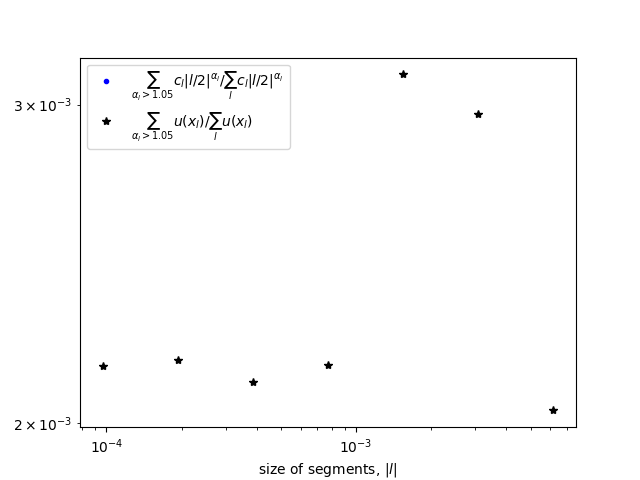 ∑_{α_l>1.05} c_l|l/2|^{α_l}/∑_l c_l|l/2|^{α_l}
∑_{α_l>1.05} u(x_l)/∑_l u(x_l)
3 × 10⁻³
2 × 10⁻³
10⁻⁴ 10⁻³
size of segments, |l|